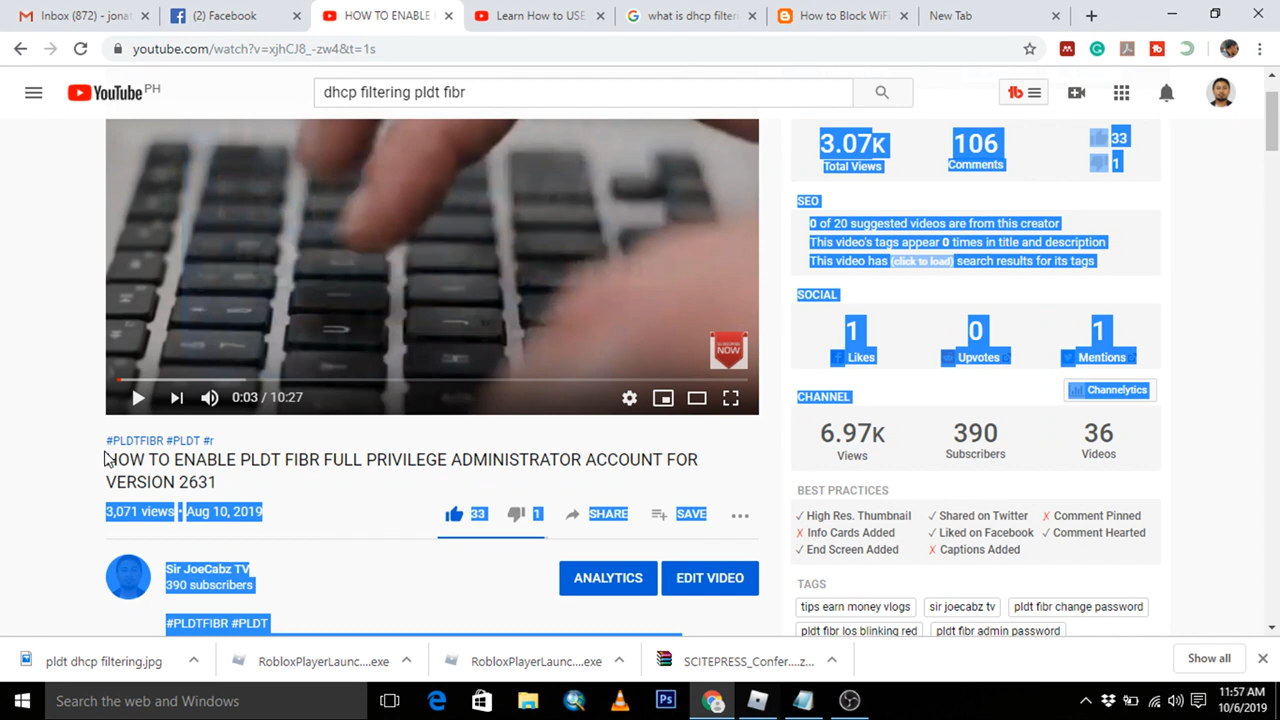 Inbox (872) - jona
(2) Facebook
HOW TO ENABLE
Learn How to USE
what is dhcp filteri
How to Block WiF
New Tab
youtube.com/watch?v=xjhCJ8_-zw4&t=1s
YouTube PH
dhcp filtering pldt fibr
3.07K
106
33
Total Views
Comments
1
SEO
0 of 20 suggested videos are from this creator
This video's tags appear 0 times in title and description
This video has (click to load) search results for its tags
SOCIAL
1
0
1
Likes
Upvotes
Mentions
CHANNEL
Channelytics
6.97K
390
36
Views
Subscribers
Videos
BEST PRACTICES
✓ High Res. Thumbnail
✓ Shared on Twitter
✗ Comment Pinned
✗ Info Cards Added
✓ Liked on Facebook
✓ Comment Hearted
✓ End Screen Added
✗ Captions Added
TAGS
tips earn money vlogs
sir joecabz tv
pldt fibr change password
pldt fibr los blinking red
pldt fibr admin password
NOW
0:03 / 10:27
#PLDTFIBR #PLDT #r
HOW TO ENABLE PLDT FIBR FULL PRIVILEGE ADMINISTRATOR ACCOUNT FOR
VERSION 2631
3,071 views • Aug 10, 2019
33
1
SHARE
SAVE
Sir JoeCabz TV
390 subscribers
ANALYTICS
EDIT VIDEO
#PLDTFIBR #PLDT
pldt dhcp filtering.jpg
RobloxPlayerLaunc....exe
RobloxPlayerLaunc....exe
SCITEPRESS_Confer....z...
Show all
Search the web and Windows
11:57 AM
10/6/2019